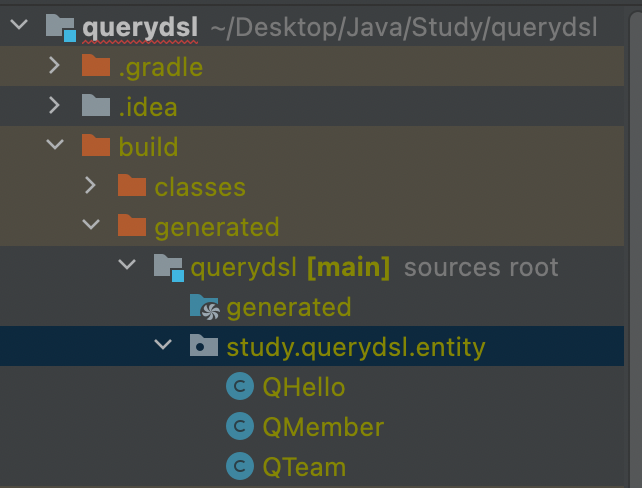 querydsl ~/Desktop/Java/Study/querydsl
.gradle
.idea
build
classes
generated
querydsl [main] sources root
generated
study.querydsl.entity
C QHello
C QMember
C QTeam